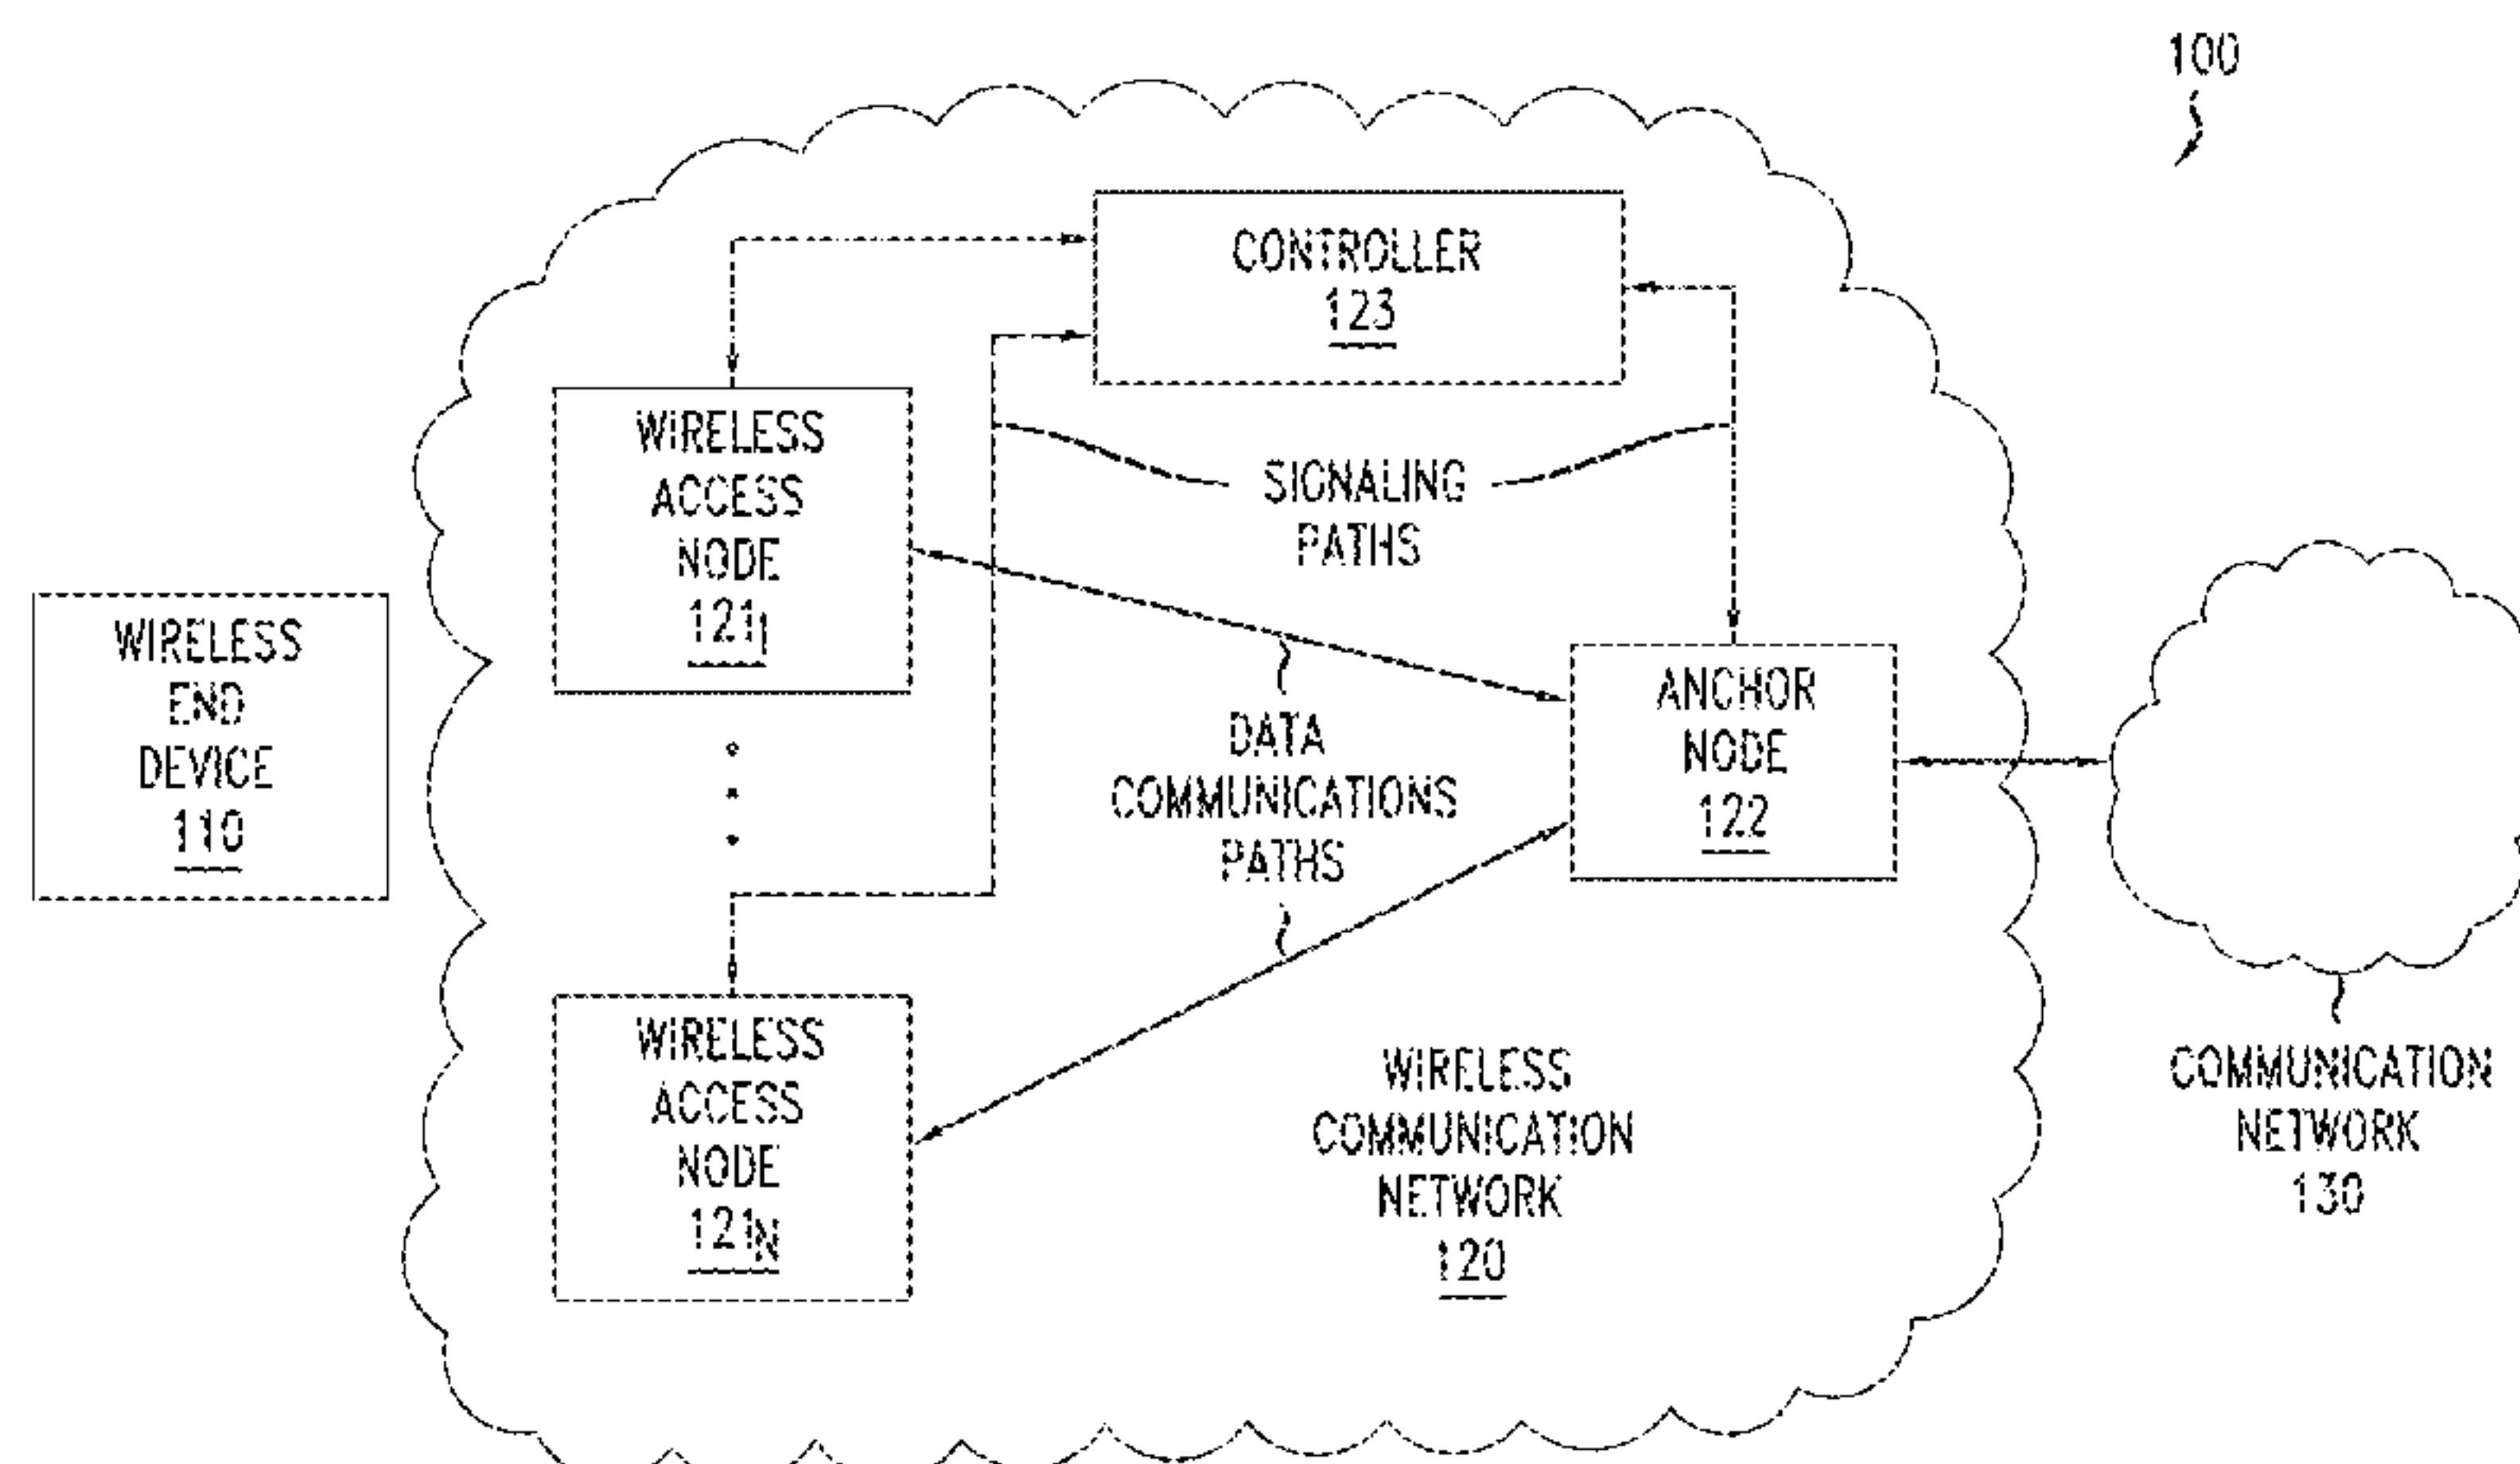 100
CONTROLLER
123
WIRELESS
ACCESS
NODE
121₁
SIGNALING
PATHS
WIRELESS
END
DEVICE
110
DATA
COMMUNICATIONS
PATHS
ANCHOR
NODE
122
WIRELESS
ACCESS
NODE
121N
WIRELESS
COMMUNICATION
NETWORK
120
COMMUNICATION
NETWORK
130